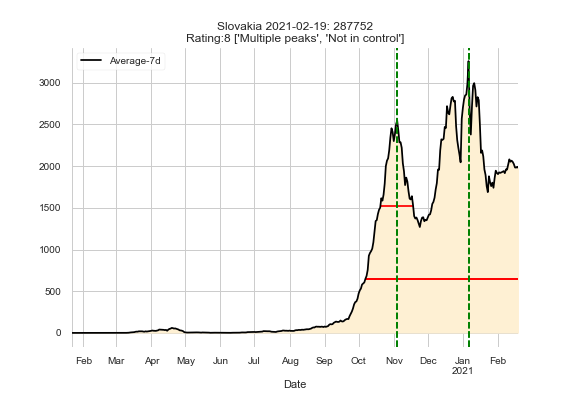 Slovakia 2021-02-19: 287752
Rating:8 ['Multiple peaks', 'Not in control']
Average-7d
3000
2500
2000
1500
1000
500
0
Feb Mar Apr May Jun Jul Aug Sep Oct Nov Dec Jan Feb
2021
Date